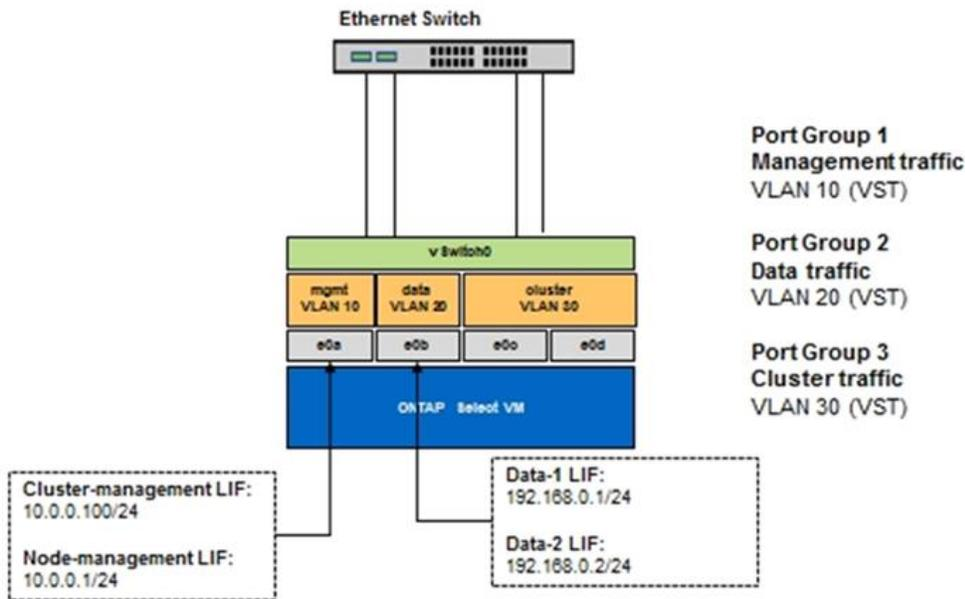 Ethernet Switch
Port Group 1
Management traffic
VLAN 10 (VST)
Port Group 2
Data traffic
VLAN 20 (VST)
Port Group 3
Cluster traffic
VLAN 30 (VST)
v Switch0
mgmt
VLAN 10
data
VLAN 20
cluster
VLAN 30
e0a
e0b
e0c
e0d
ONTAP Select VM
Cluster-management LIF:
10.0.0.100/24
Node-management LIF:
10.0.0.1/24
Data-1 LIF:
192.168.0.1/24
Data-2 LIF:
192.168.0.2/24